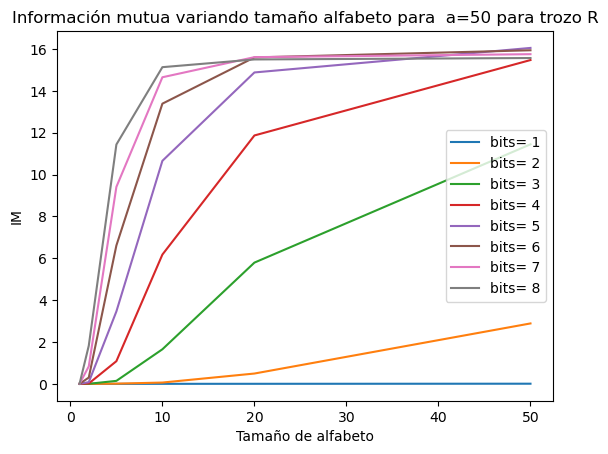 Información mutua variando tamaño alfabeto para  a=50 para trozo R
IM
16
14
12
10
8
6
4
2
0
bits= 1
bits= 2
bits= 3
bits= 4
bits= 5
bits= 6
bits= 7
bits= 8
0 10 20 30 40 50
Tamaño de alfabeto